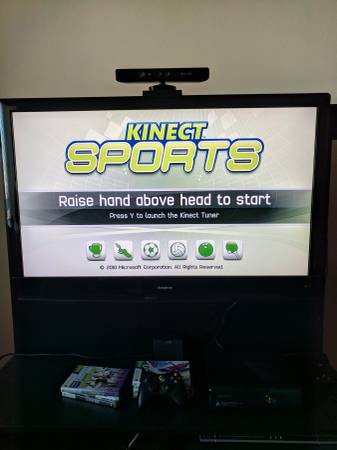 KINECT
SPORTS
Raise hand above head to start
Press Y to launch the Kinect Tuner
© 2010 Microsoft Corporation. All Rights Reserved.